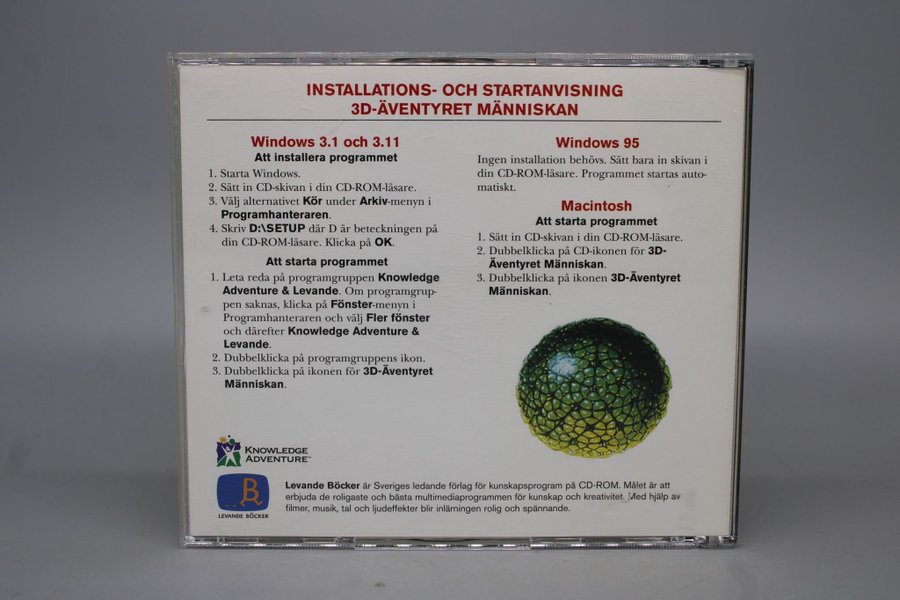 INSTALLATIONS- OCH STARTANVISNING
3D-ÄVENTYRET MÄNNISKAN
Windows 3.1 och 3.11
Att installera programmet
1. Starta Windows.
2. Sätt in CD-skivan i din CD-ROM-läsare.
3. Välj alternativet Kör under Arkiv-menyn i
Programhanteraren.
4. Skriv D:\SETUP där D är beteckningen på
din CD-ROM-läsare. Klicka på OK.
Att starta programmet
1. Leta reda på programgruppen Knowledge
Adventure & Levande. Om programgrup-
pen saknas, klicka på Fönster-menyn i
Programhanteraren och välj Fler fönster
och därefter Knowledge Adventure &
Levande.
2. Dubbelklicka på programgruppens ikon.
3. Dubbelklicka på ikonen för 3D-Äventyret
Människan.
Windows 95
Ingen installation behövs. Sätt bara in skivan i
din CD-ROM-läsare. Programmet startas auto-
matiskt.
Macintosh
Att starta programmet
1. Sätt in CD-skivan i din CD-ROM-läsare.
2. Dubbelklicka på CD-ikonen för 3D-
Äventyret Människan.
3. Dubbelklicka på ikonen 3D-Äventyret
Människan.
KNOWLEDGE
ADVENTURE™
LEVANDE BÖCKER
Levande Böcker är Sveriges ledande förlag för kunskapsprogram på CD-ROM. Målet är att
erbjuda de roligaste och bästa multimediaprogrammen för kunskap och kreativitet. Med hjälp av
filmer, musik, tal och ljudeffekter blir inlärningen rolig och spännande.